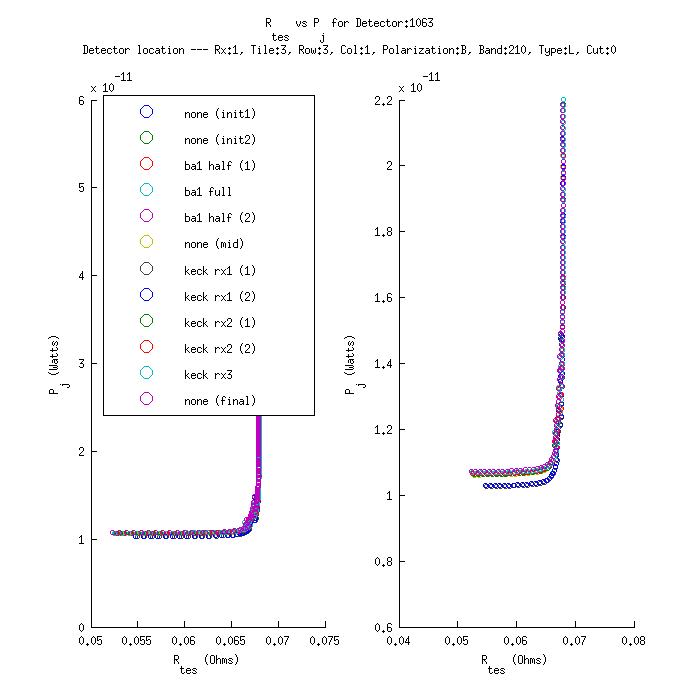 R tes vs P j for Detector:1063
Detector location --- Rx:1, Tile:3, Row:3, Col:1, Polarization:B, Band:210, Type:L, Cut:0
x 10 -11
6
5
4
3
2
1
0
0.05 0.055 0.06 0.065 0.07 0.075
P j (Watts)
R tes (Ohms)
none (init1)
none (init2)
ba1 half (1)
ba1 full
ba1 half (2)
none (mid)
keck rx1 (1)
keck rx1 (2)
keck rx2 (1)
keck rx2 (2)
keck rx3
none (final)
x 10 -11
2.2
2
1.8
1.6
1.4
1.2
1
0.8
0.6
0.04 0.05 0.06 0.07 0.08
P j (Watts)
R tes (Ohms)